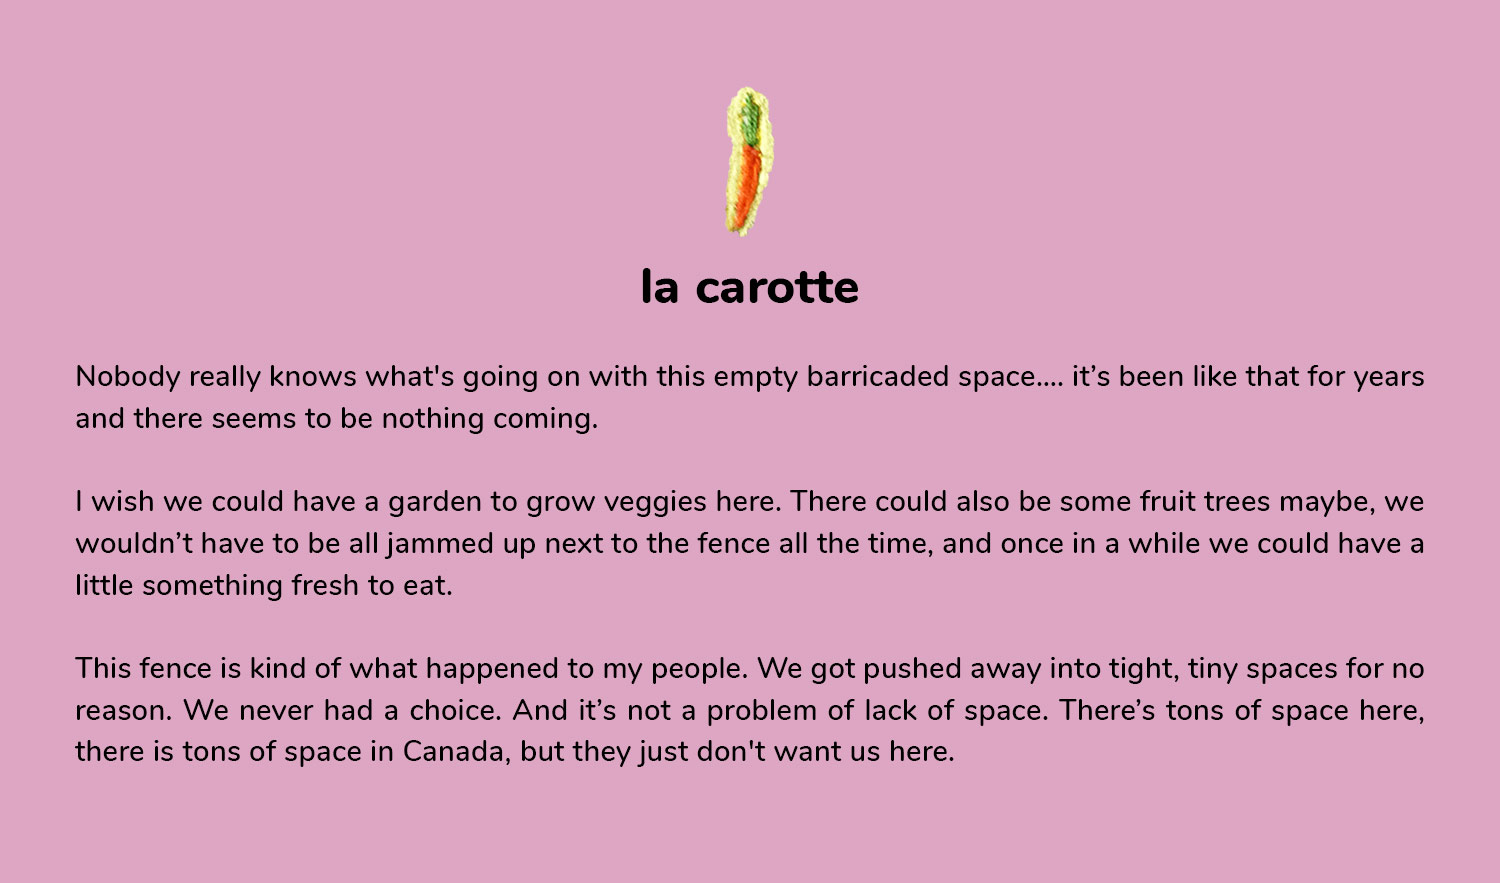 la carotte
Nobody really knows what's going on with this empty barricaded space.... it’s been like that for years
and there seems to be nothing coming.
I wish we could have a garden to grow veggies here. There could also be some fruit trees maybe, we
wouldn’t have to be all jammed up next to the fence all the time, and once in a while we could have a
little something fresh to eat.
This fence is kind of what happened to my people. We got pushed away into tight, tiny spaces for no
reason. We never had a choice. And it’s not a problem of lack of space. There’s tons of space here,
there is tons of space in Canada, but they just don't want us here.